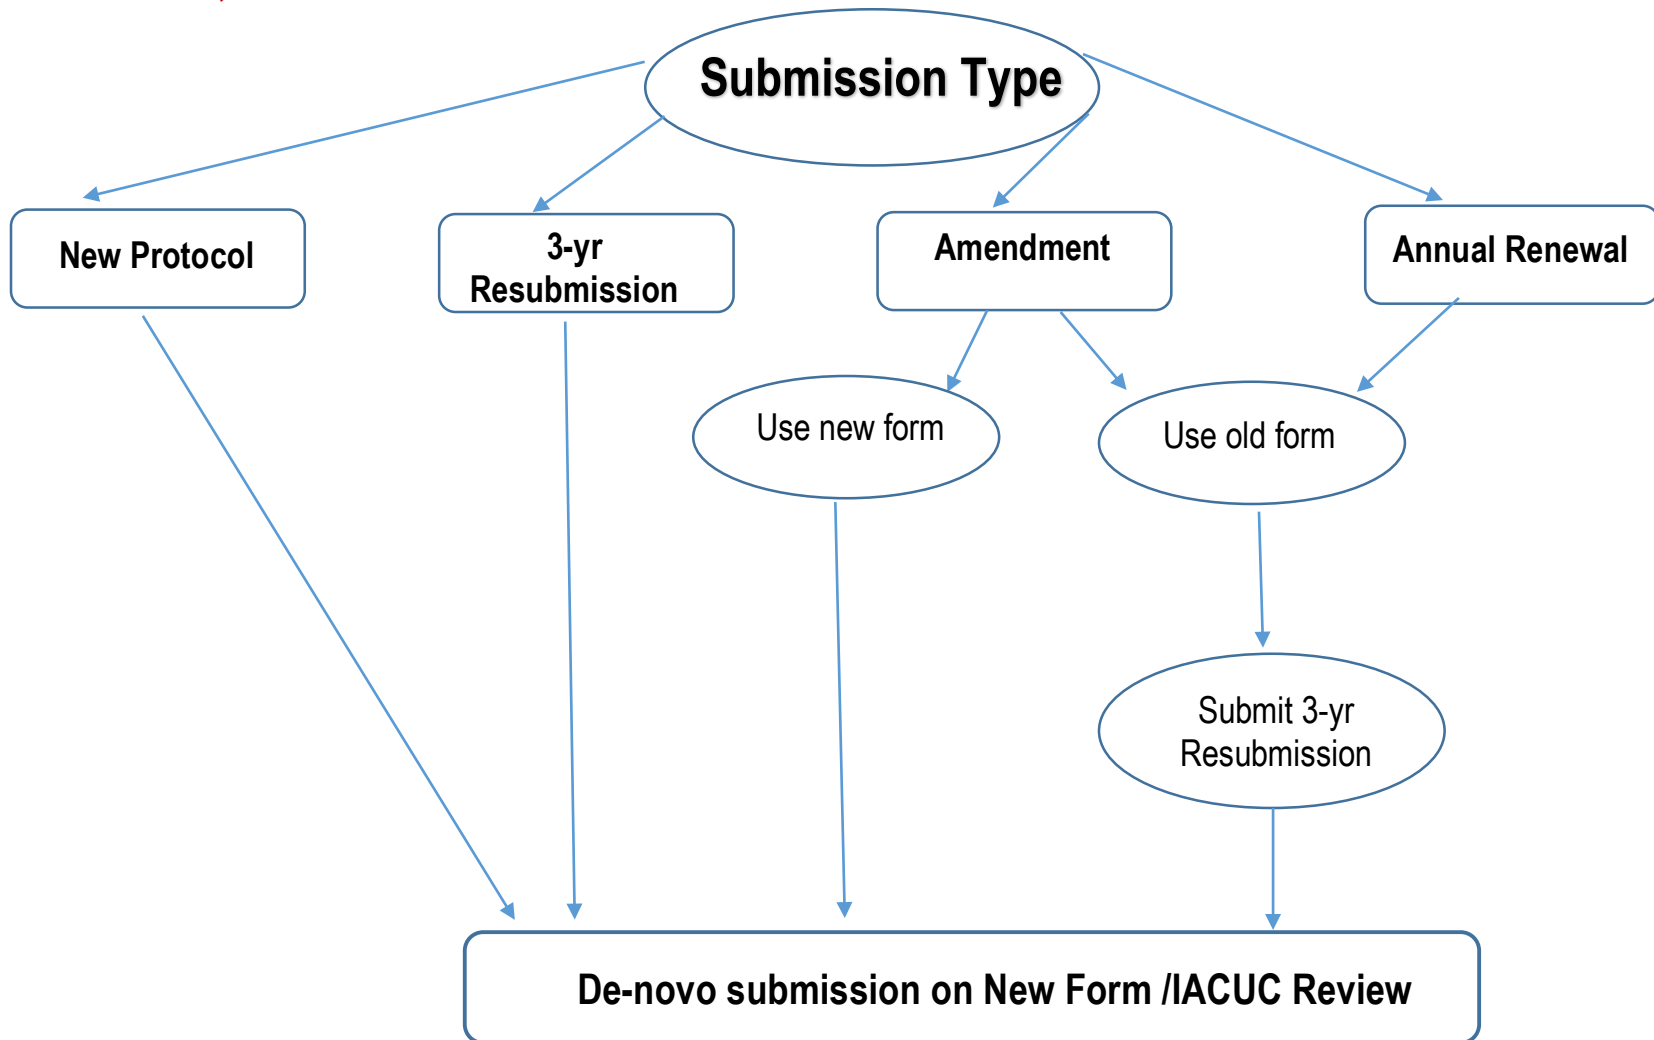 Submission Type
New Protocol
3-yr
Resubmission
Amendment
Annual Renewal
Use new form
Use old form
Submit 3-yr
Resubmission
De-novo submission on New Form /IACUC Review